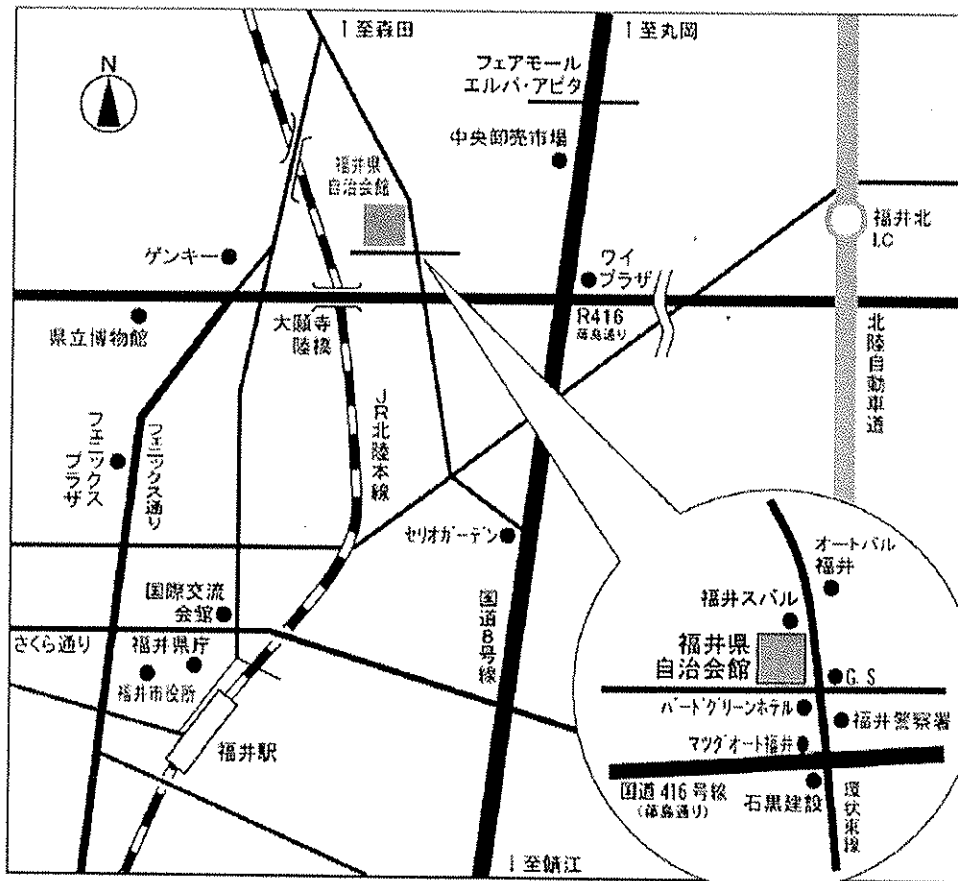 N
↑至森田
↑至丸岡
フェアモール
エルパ・アピタ
中央卸売市場
福井県
自治会館
福井北
I.C
ゲンキー
ワイ
プラザ
県立博物館
大願寺
陸橋
R416
(藤島通り)
北陸自動車道
JR北陸本線
フェニックス
プラザ
フェニックス通り
セリオガーデン
国際交流
会館
国道8号線
さくら通り
福井県庁
福井市役所
福井駅
↓至鯖江
オートバル
福井
福井スバル
福井県
自治会館
G.S
バードグリーンホテル
福井警察署
マツダオート福井
国道416号線
(藤島通り)
石黒建設
環状東線